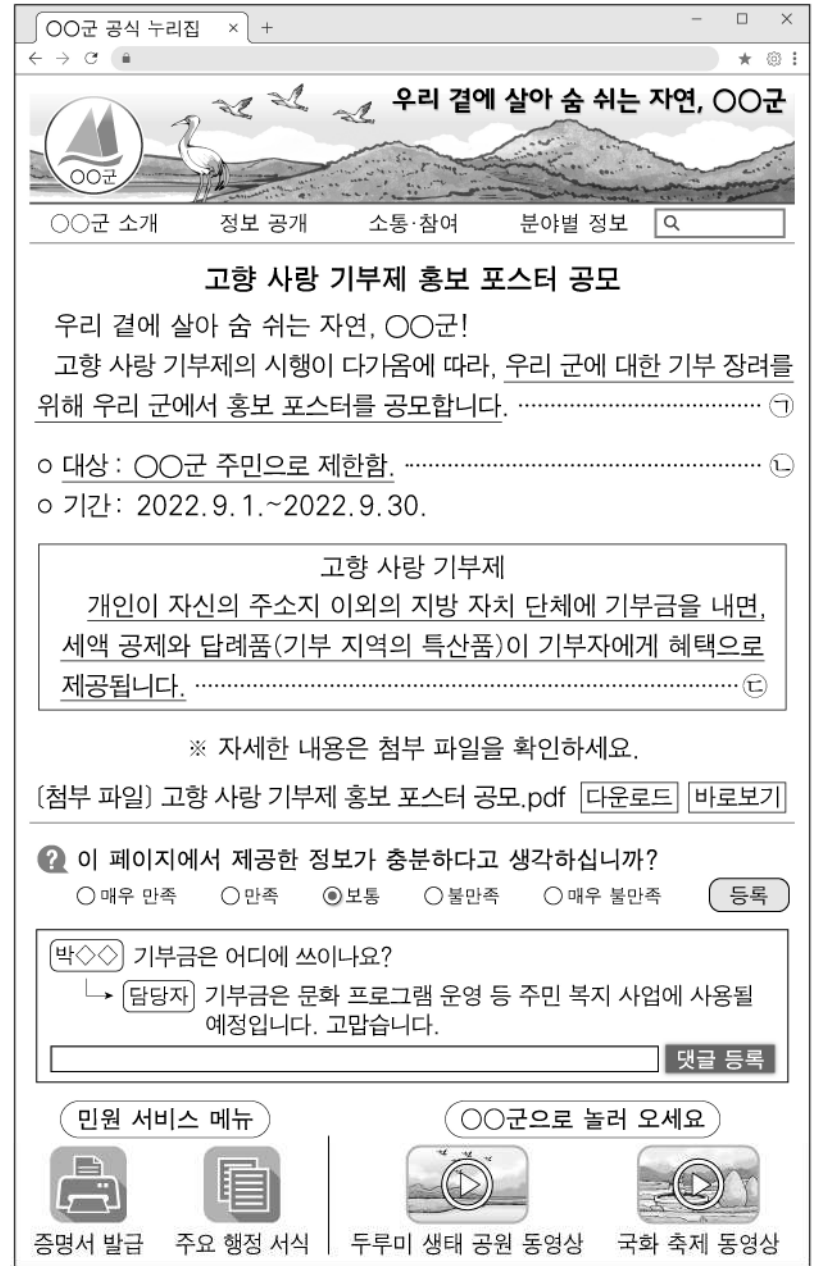 ○○군 공식 누리집 × +
우리 곁에 살아 숨 쉬는 자연, ○○군
○○군
○○군 소개 정보 공개 소통·참여 분야별 정보
고향 사랑 기부제 홍보 포스터 공모
우리 곁에 살아 숨 쉬는 자연, ○○군!
고향 사랑 기부제의 시행이 다가옴에 따라, 우리 군에 대한 기부 장려를
위해 우리 군에서 홍보 포스터를 공모합니다. ㉠
○ 대상 : ○○군 주민으로 제한함. ㉡
○ 기간 : 2022. 9. 1.~2022. 9. 30.
고향 사랑 기부제
개인이 자신의 주소지 이외의 지방 자치 단체에 기부금을 내면,
세액 공제와 답례품(기부 지역의 특산품)이 기부자에게 혜택으로
제공됩니다. ㉢
※ 자세한 내용은 첨부 파일을 확인하세요.
[첨부 파일] 고향 사랑 기부제 홍보 포스터 공모.pdf 다운로드 바로보기
? 이 페이지에서 제공한 정보가 충분하다고 생각하십니까?
○매우 만족 ○만족 ◉보통 ○불만족 ○매우 불만족 등록
박◇◇ 기부금은 어디에 쓰이나요?
담당자 기부금은 문화 프로그램 운영 등 주민 복지 사업에 사용될
예정입니다. 고맙습니다.
댓글 등록
민원 서비스 메뉴 ○○군으로 놀러 오세요
증명서 발급 주요 행정 서식 두루미 생태 공원 동영상 국화 축제 동영상